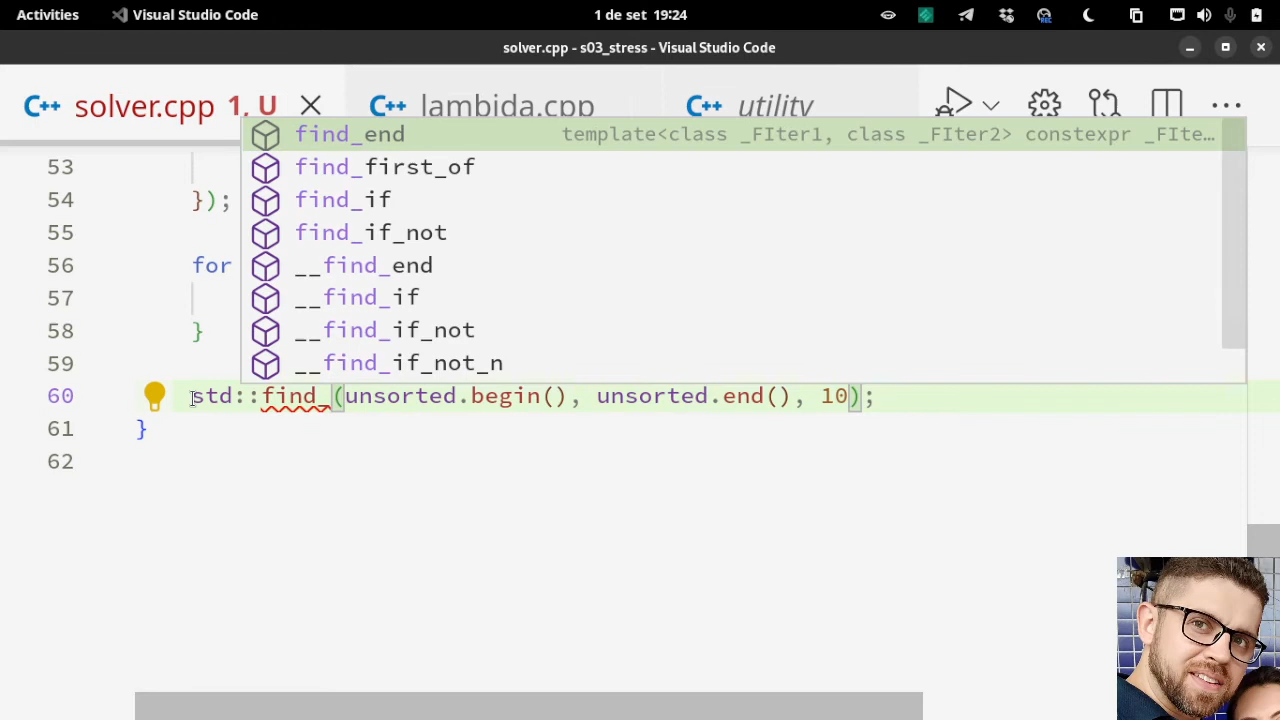 Activities Visual Studio Code 1 de set 19:24
solver.cpp - s03_stress - Visual Studio Code
C++ solver.cpp 1, U C++ lambida.cpp C++ utility
find_end template<class _FIter1, class _FIter2> constexpr _FIte…
53 find_first_of
54 }); find_if
55 find_if_not
56 for __find_end
57 __find_if
58 } __find_if_not
59 __find_if_not_n
60 std::find_(unsorted.begin(), unsorted.end(), 10);
61 }
62